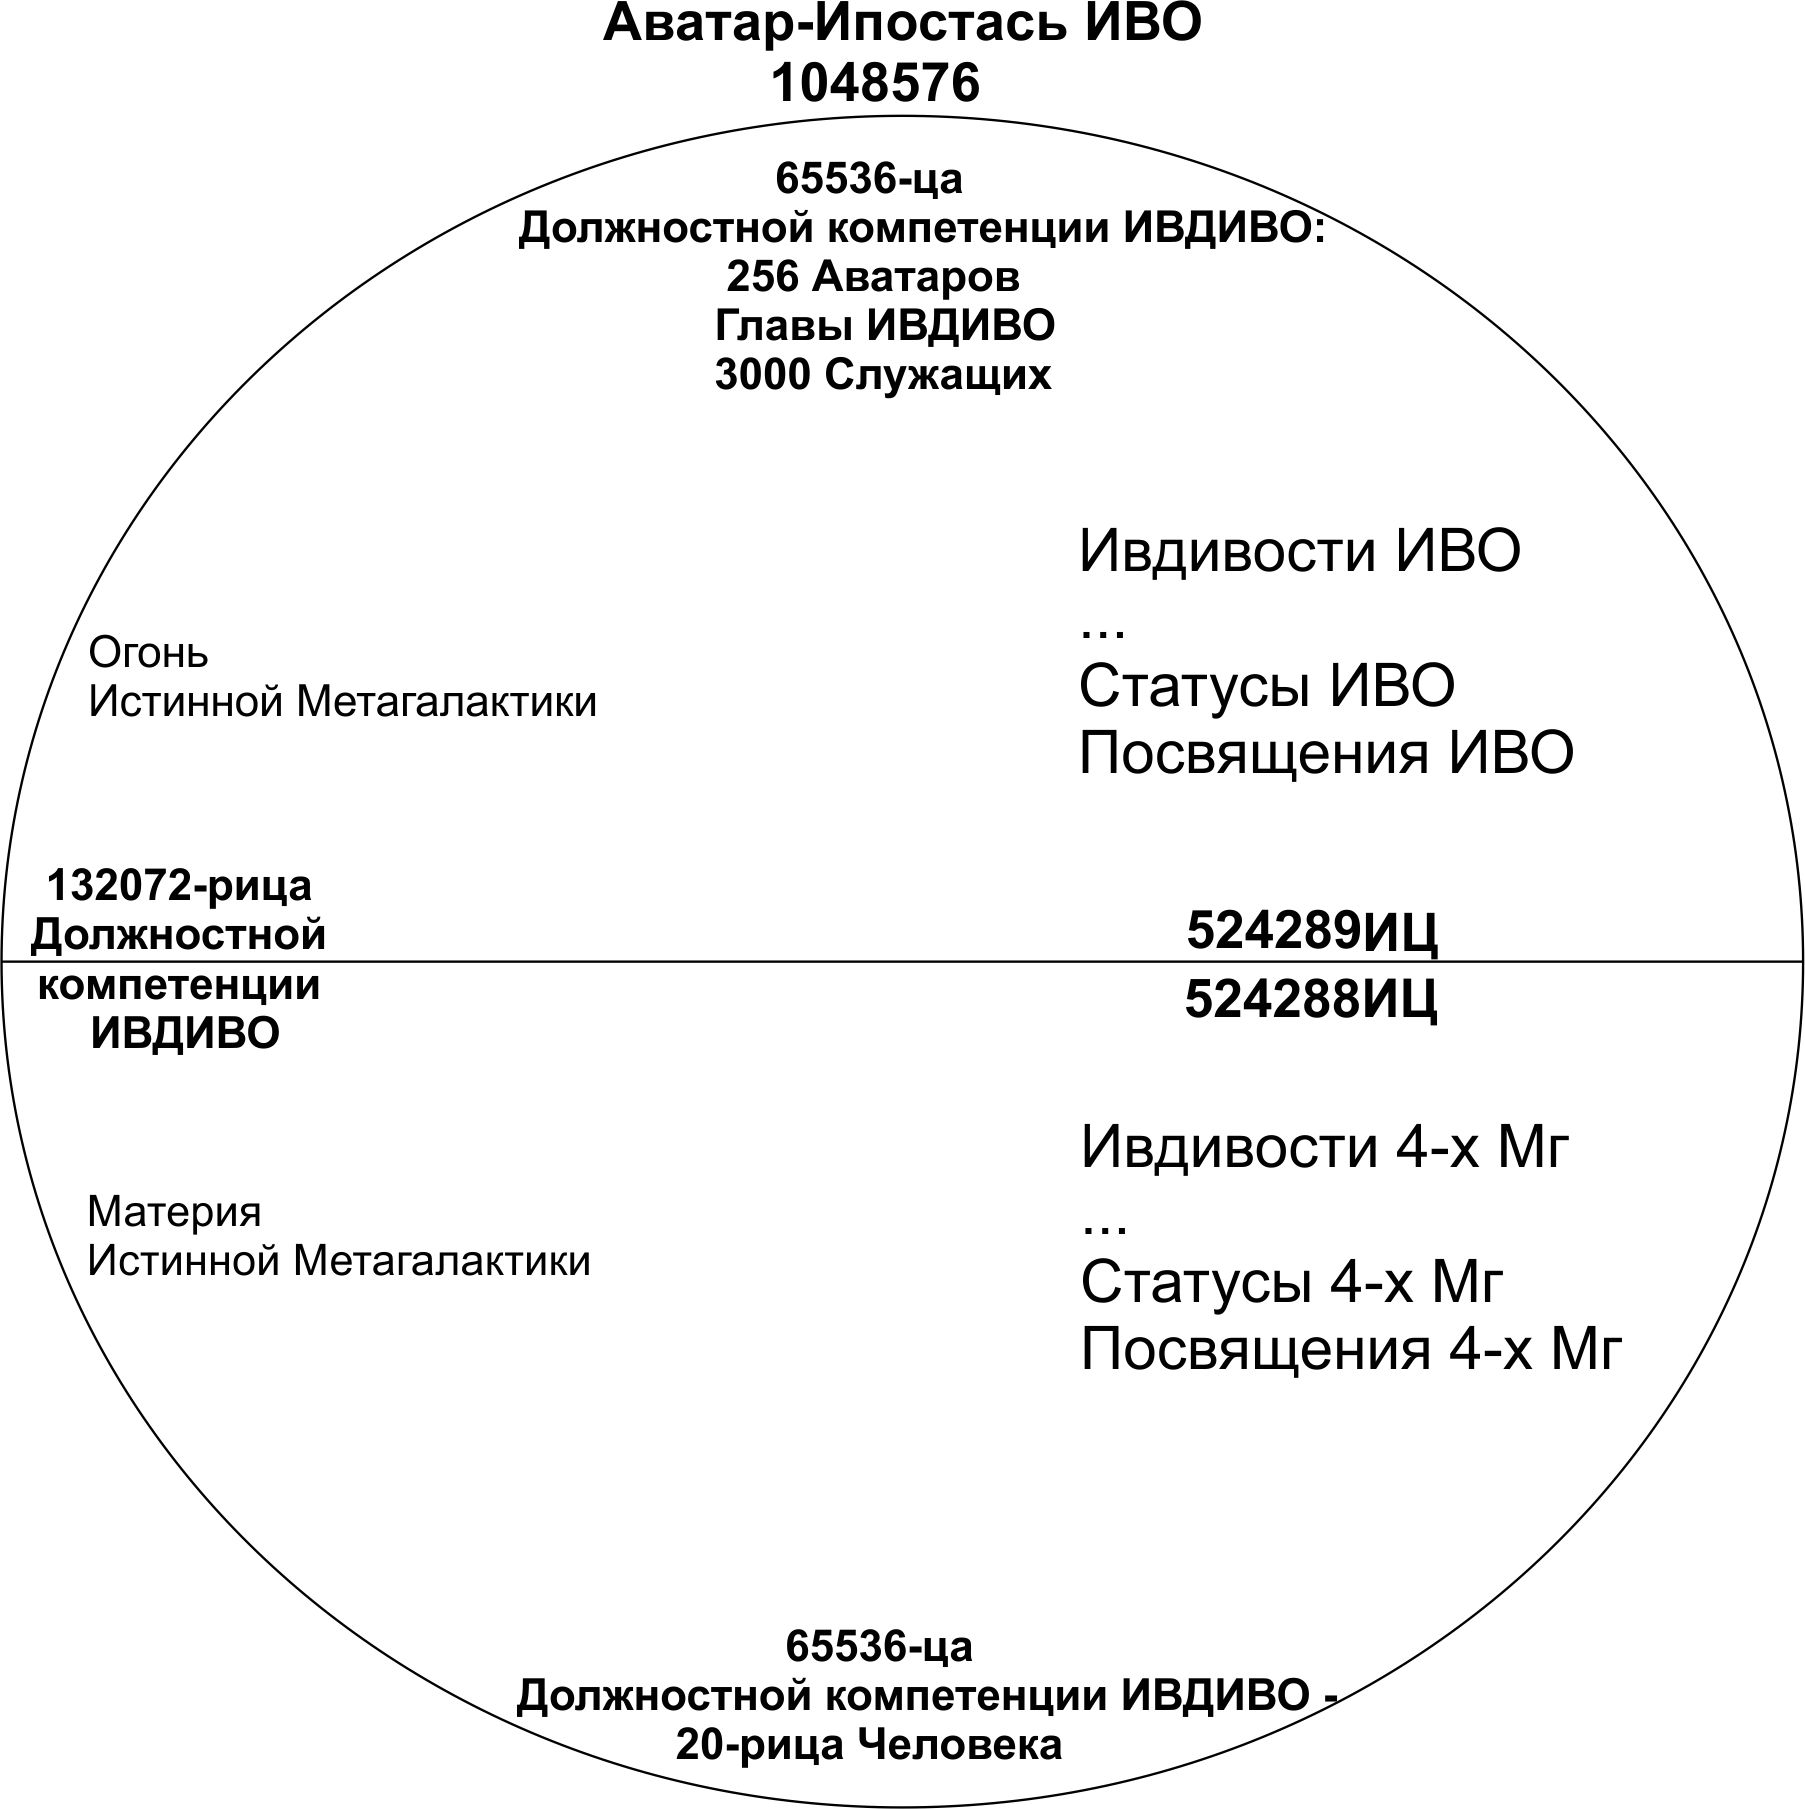 Аватар-Ипостась ИВО
1048576
65536-ца
Должностной компетенции ИВДИВО:
256 Аватаров
Главы ИВДИВО
3000 Служащих
Ивдивости ИВО
...
Статусы ИВО
Посвящения ИВО
Огонь
Истинной Метагалактики
132072-рица
Должностной
компетенции
ИВДИВО
524289ИЦ
524288ИЦ
Ивдивости 4-х Мг
...
Статусы 4-х Мг
Посвящения 4-х Мг
Материя
Истинной Метагалактики
65536-ца
Должностной компетенции ИВДИВО -
20-рица Человека